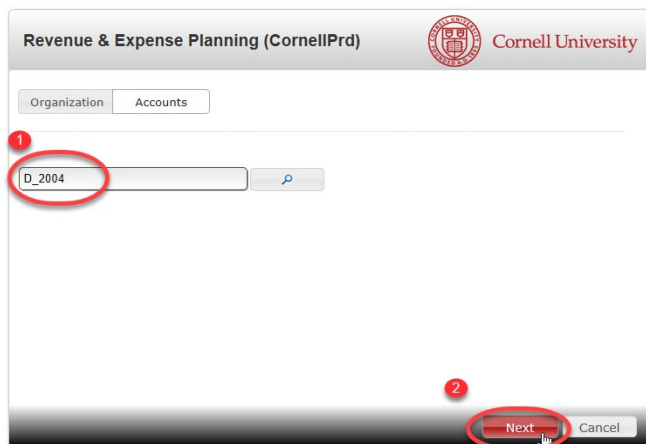 Revenue & Expense Planning (CornellPrd)
Cornell University
Organization Accounts
1
D_2004
2
Next Cancel